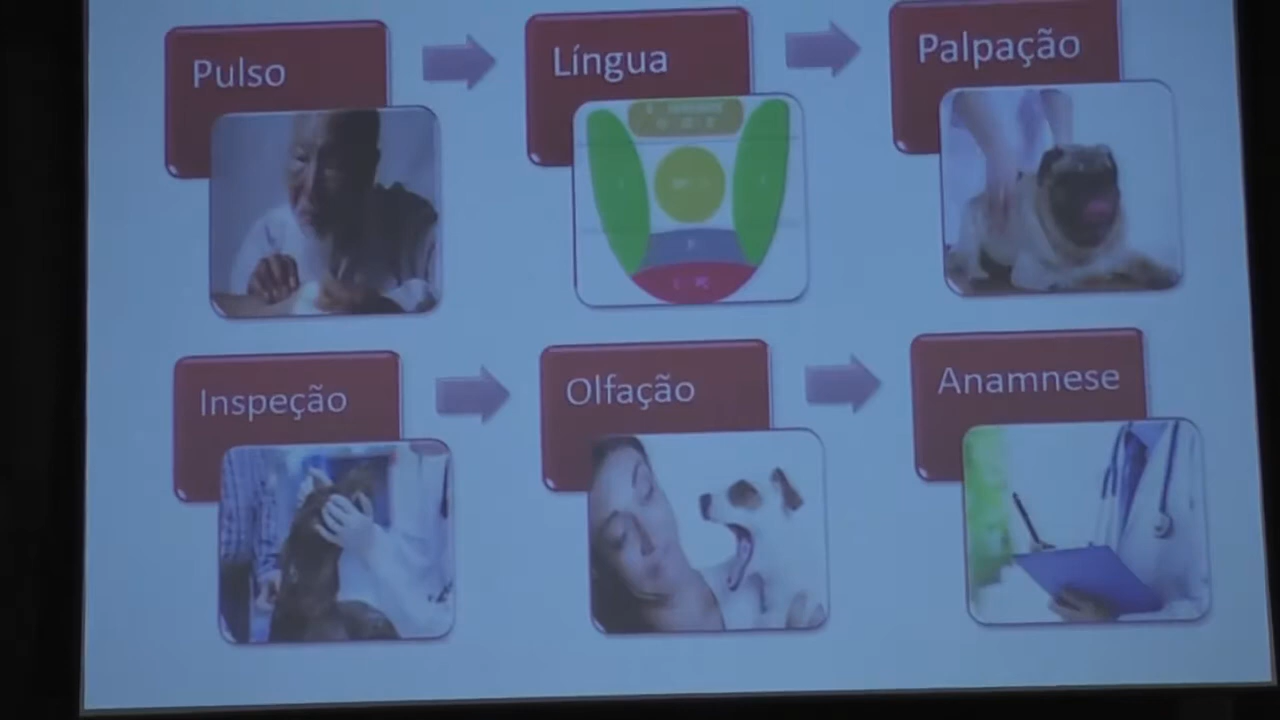 Pulso
Língua
Palpação
Inspeção
Olfação
Anamnese